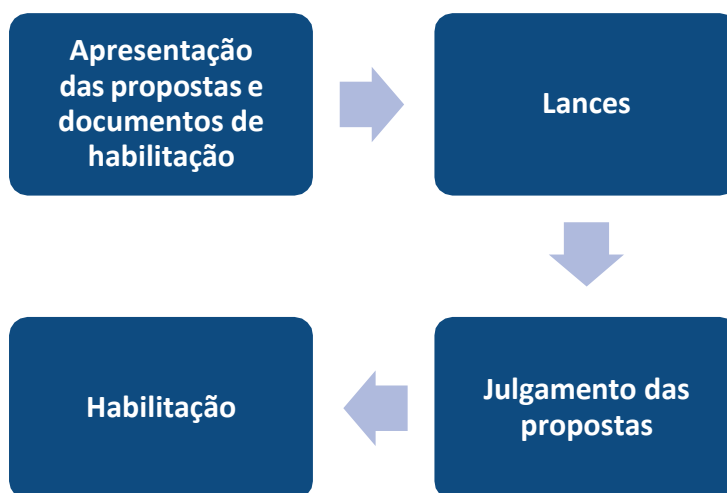 Apresentação
das propostas e
documentos de
habilitação
Lances
Julgamento das
propostas
Habilitação